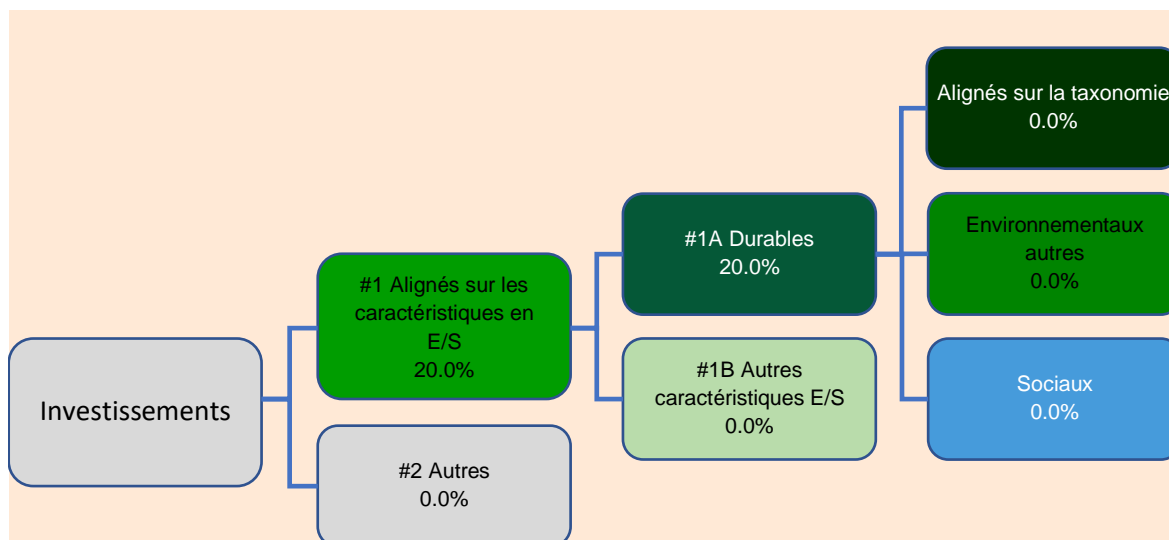 Investissements
#1 Alignés sur les
caractéristiques en
E/S
20.0%
#2 Autres
0.0%
#1A Durables
20.0%
#1B Autres
caractéristiques E/S
0.0%
Alignés sur la taxonomie
0.0%
Environnementaux
autres
0.0%
Sociaux
0.0%